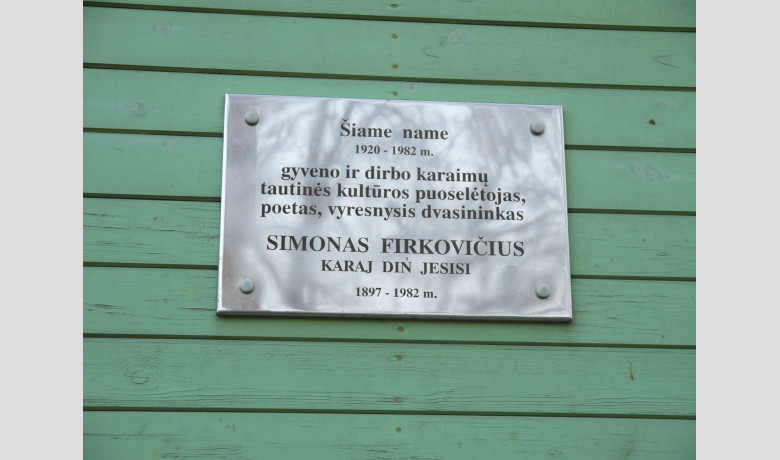 Šiame name
1920 - 1982 m.
gyveno ir dirbo karaimų
tautinės kultūros puoselėtojas,
poetas, vyresnysis dvasininkas
SIMONAS FIRKOVIČIUS
KARAJ DIŃ JESISI
1897 - 1982 m.